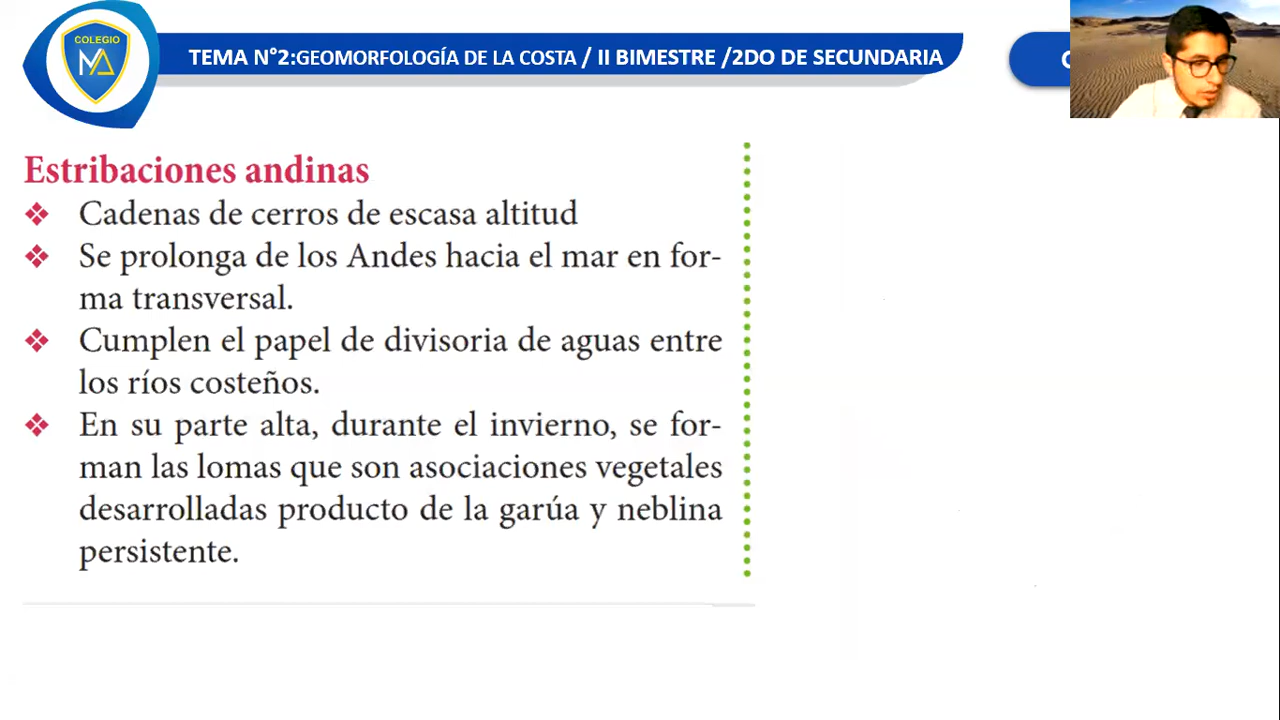 COLEGIO
MA
TEMA N°2:GEOMORFOLOGÍA DE LA COSTA / II BIMESTRE /2DO DE SECUNDARIA
Estribaciones andinas
❖ Cadenas de cerros de escasa altitud
❖ Se prolonga de los Andes hacia el mar en for-
ma transversal.
❖ Cumplen el papel de divisoria de aguas entre
los ríos costeños.
❖ En su parte alta, durante el invierno, se for-
man las lomas que son asociaciones vegetales
desarrolladas producto de la garúa y neblina
persistente.